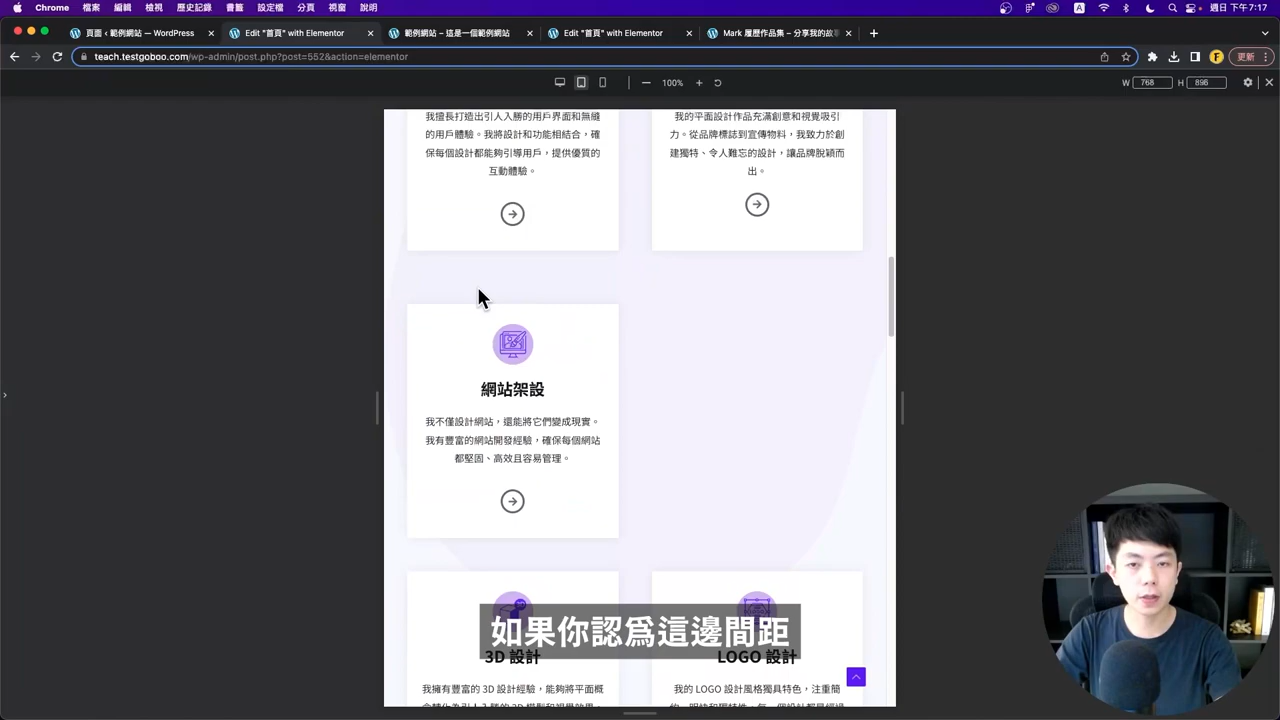 Chrome 檔案 編輯 檢視 歷史記錄 書籤 設定檔 分頁 視窗 說明
A
週日下午7:17
頁面 ‹ 範例網站 — WordPress
Edit "首頁" with Elementor
範例網站 – 這是一個範例網站
Edit "首頁" with Elementor
Mark 履歷作品集 – 分享我的故事
teach.testgoboo.com/wp-admin/post.php?post=552&action=elementor
F
更新
100%
W 768 H 896
我擅長打造出引人入勝的用戶界面和無縫
的用戶體驗。我將設計和功能相結合，確
保每個設計都能夠引導用戶，提供優質的
互動體驗。
我的平面設計作品充滿創意和視覺吸引
力。從品牌標誌到宣傳物料，我致力於創
建獨特、令人難忘的設計，讓品牌脫穎而
出。
網站架設
我不僅設計網站，還能將它們變成現實。
我有豐富的網站開發經驗，確保每個網站
都堅固、高效且容易管理。
如果你認爲這邊間距
3D 設計
LOGO 設計
我擁有豐富的 3D 設計經驗，能夠將平面概
我的 LOGO 設計風格獨具特色，注重簡